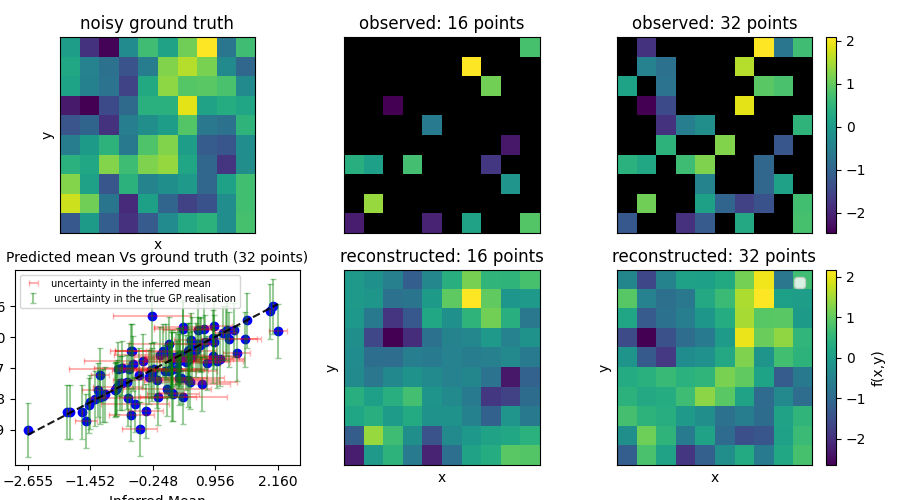 noisy ground truth
observed: 16 points
observed: 32 points
y
x
2
1
0
−1
−2
Predicted mean Vs ground truth (32 points)
uncertainty in the inferred mean
uncertainty in the true GP realisation
−2.655
−1.452
−0.248
0.956
2.160
Inferred Mean
reconstructed: 16 points
y
x
reconstructed: 32 points
y
x
2
1
0
−1
−2
f(x,y)